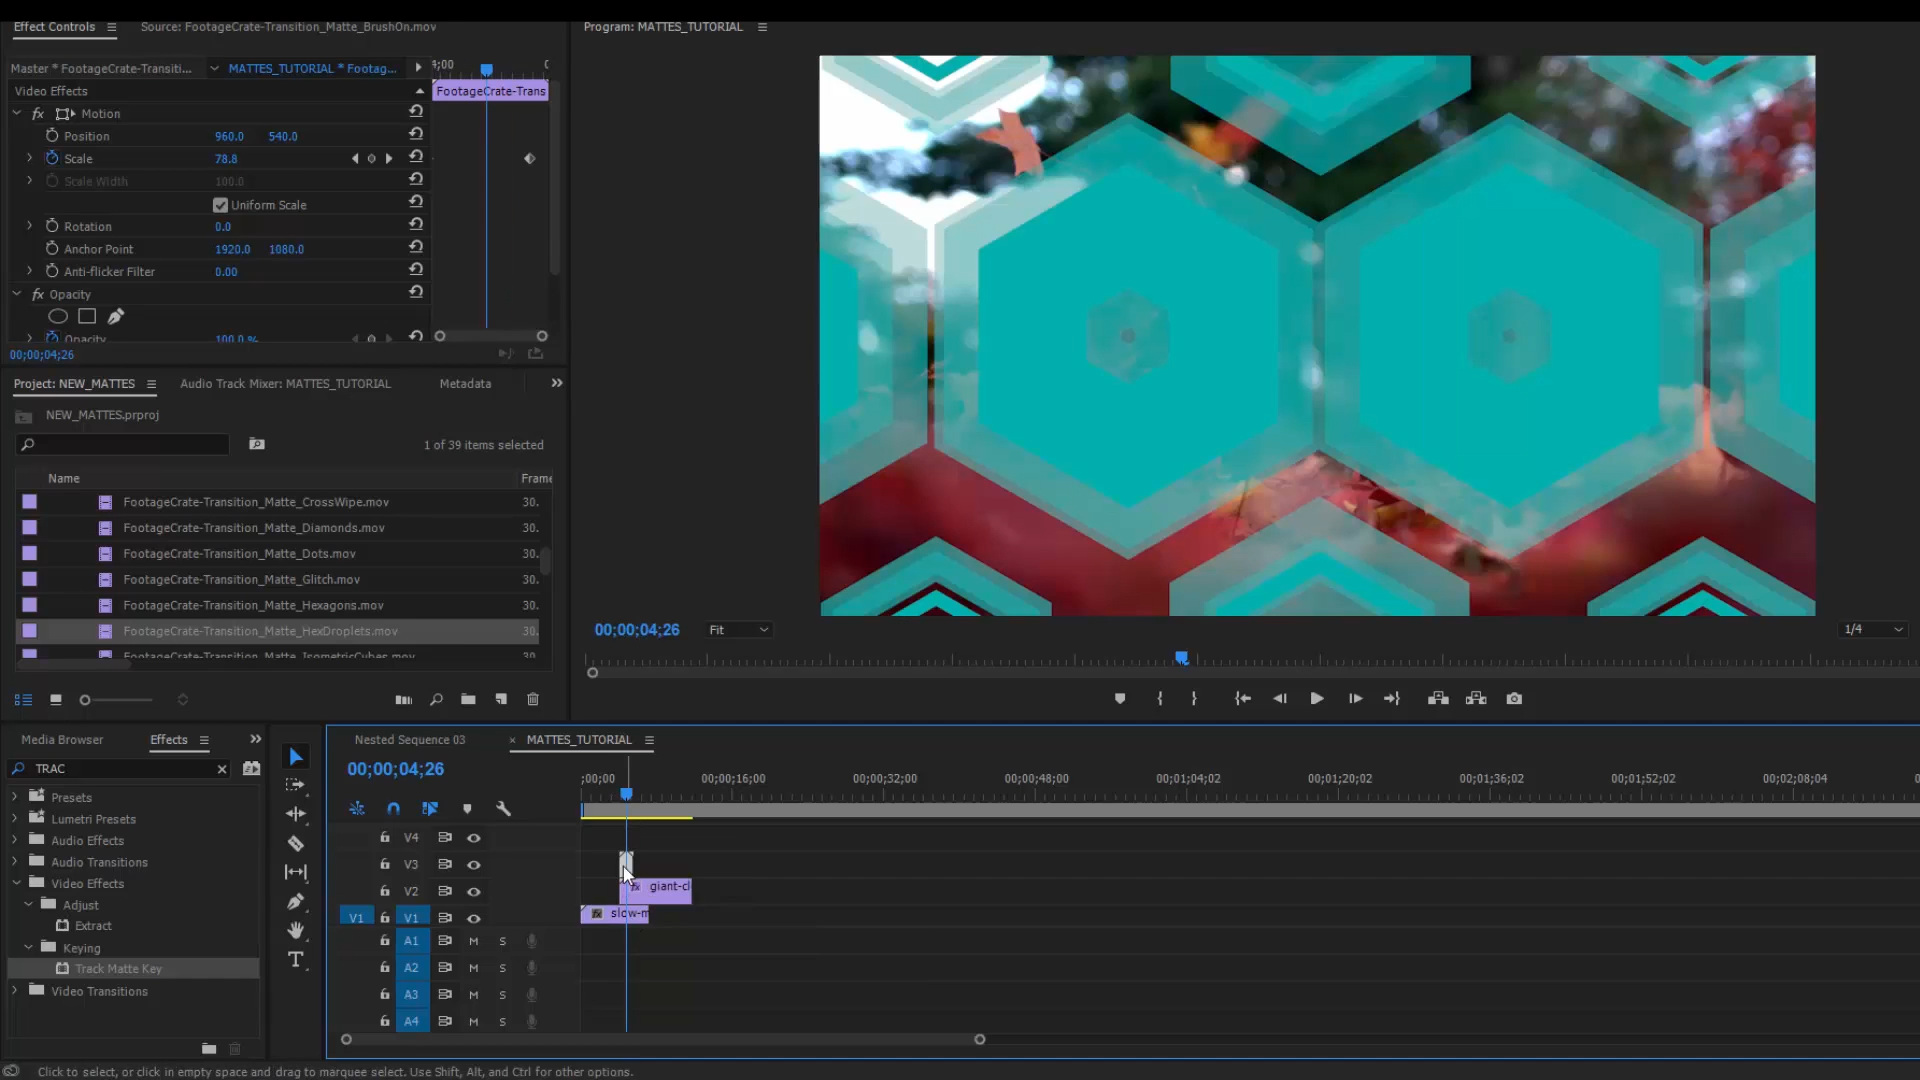 Effect Controls
Source: FootageCrate-Transition_Matte_BrushOn.mov
Program: MATTES_TUTORIAL
Master * FootageCrate-Transiti...
MATTES_TUTORIAL * Footag...
Video Effects
FootageCrate-Trans
fx Motion
Position 960.0 540.0
Scale 78.8
Scale Width 100.0
Uniform Scale
Rotation 0.0
Anchor Point 1920.0 1080.0
Anti-flicker Filter 0.00
fx Opacity
Opacity 100.0 %
00;00;04;26
Project: NEW_MATTES
Audio Track Mixer: MATTES_TUTORIAL
Metadata
NEW_MATTES.prproj
1 of 39 items selected
Name
Frame
FootageCrate-Transition_Matte_CrossWipe.mov 30.
FootageCrate-Transition_Matte_Diamonds.mov 30.
FootageCrate-Transition_Matte_Dots.mov 30.
FootageCrate-Transition_Matte_Glitch.mov 30.
FootageCrate-Transition_Matte_Hexagons.mov 30.
FootageCrate-Transition_Matte_HexDroplets.mov 30.
FootageCrate-Transition_Matte_IsometricCubes.mov 30.
00;00;04;26
Fit
1/4
Media Browser
Effects
TRAC
Presets
Lumetri Presets
Audio Effects
Audio Transitions
Video Effects
Adjust
Extract
Keying
Track Matte Key
Video Transitions
Nested Sequence 03
× MATTES_TUTORIAL
00;00;04;26
;00;00
00;00;16;00
00;00;32;00
00;00;48;00
00;01;04;02
00;01;20;02
00;01;36;02
00;01;52;02
00;02;08;04
V4
V3
V2
fx giant-cl
V1 V1
fx slow-m
A1 M S
A2 M S
A3 M S
A4 M S
Click to select, or click in empty space and drag to marquee select. Use Shift, Alt, and Ctrl for other options.